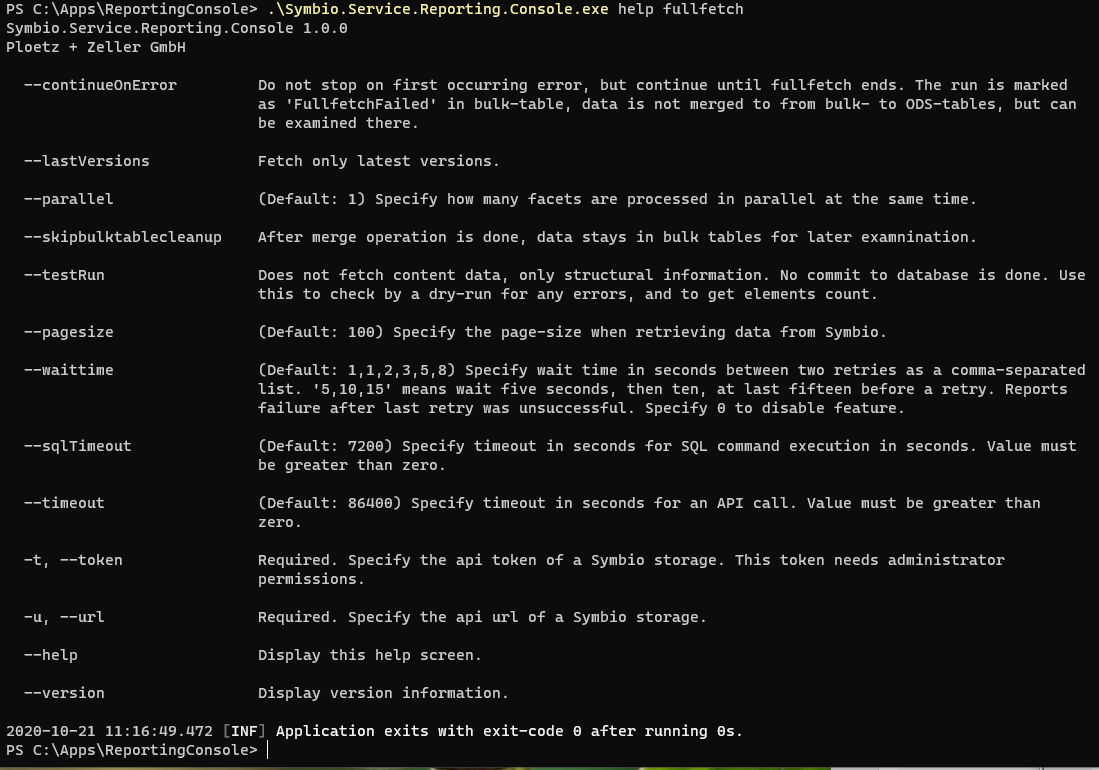 PS C:\Apps\ReportingConsole> .\Symbio.Service.Reporting.Console.exe help fullfetch
Symbio.Service.Reporting.Console 1.0.0
Ploetz + Zeller GmbH
--continueOnError Do not stop on first occurring error, but continue until fullfetch ends. The run is marked
as 'FullfetchFailed' in bulk-table, data is not merged to from bulk- to ODS-tables, but can
be examined there.
--lastVersions Fetch only latest versions.
--parallel (Default: 1) Specify how many facets are processed in parallel at the same time.
--skipbulktablecleanup After merge operation is done, data stays in bulk tables for later examnination.
--testRun Does not fetch content data, only structural information. No commit to database is done. Use
this to check by a dry-run for any errors, and to get elements count.
--pagesize (Default: 100) Specify the page-size when retrieving data from Symbio.
--waittime (Default: 1,1,2,3,5,8) Specify wait time in seconds between two retries as a comma-separated
list. '5,10,15' means wait five seconds, then ten, at last fifteen before a retry. Reports
failure after last retry was unsuccessful. Specify 0 to disable feature.
--sqlTimeout (Default: 7200) Specify timeout in seconds for SQL command execution in seconds. Value must
be greater than zero.
--timeout (Default: 86400) Specify timeout in seconds for an API call. Value must be greater than
zero.
-t, --token Required. Specify the api token of a Symbio storage. This token needs administrator
permissions.
-u, --url Required. Specify the api url of a Symbio storage.
--help Display this help screen.
--version Display version information.
2020-10-21 11:16:49.472 [INF] Application exits with exit-code 0 after running 0s.
PS C:\Apps\ReportingConsole>